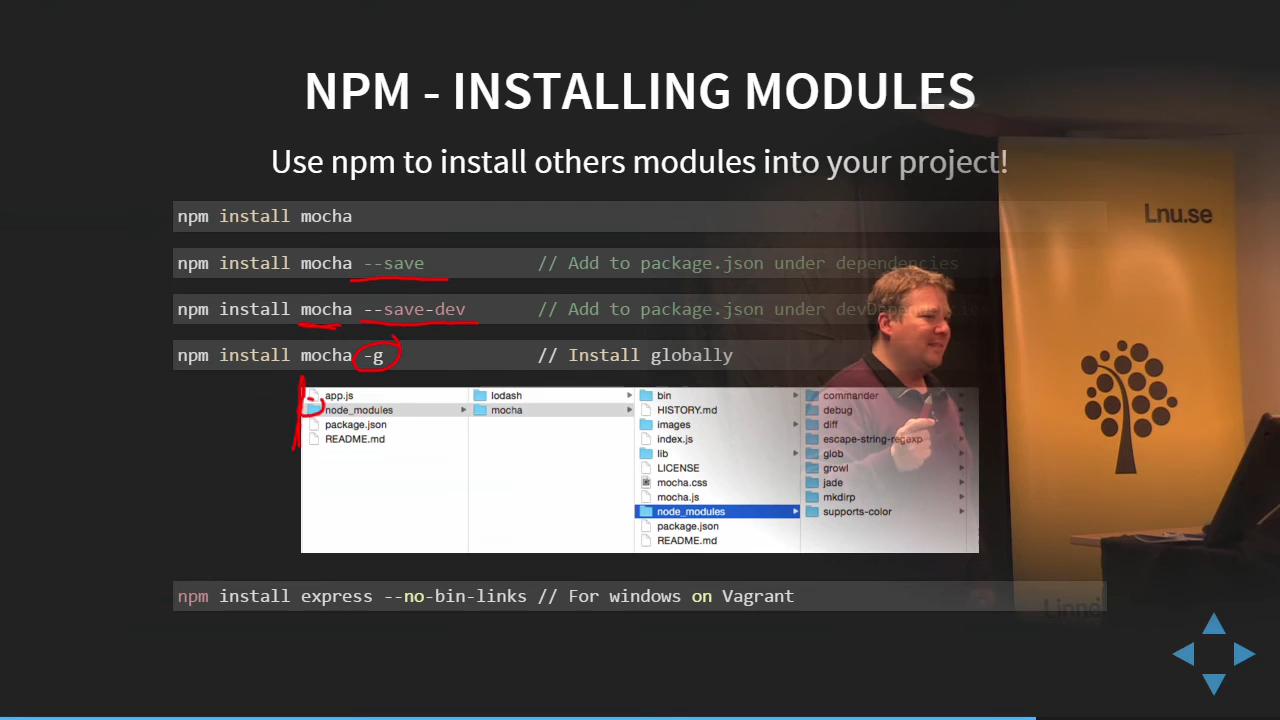 NPM - INSTALLING MODULES
Use npm to install others modules into your project!
Lnu.se
npm install mocha
npm install mocha --save // Add to package.json under dependencies
npm install mocha --save-dev // Add to package.json under devDependencies
npm install mocha -g // Install globally
app.js
node_modules
package.json
README.md
lodash
mocha
bin
HISTORY.md
images
index.js
lib
LICENSE
mocha.css
mocha.js
node_modules
package.json
README.md
commander
debug
diff
escape-string-regexp
glob
growl
jade
mkdirp
supports-color
npm install express --no-bin-links // For windows on Vagrant